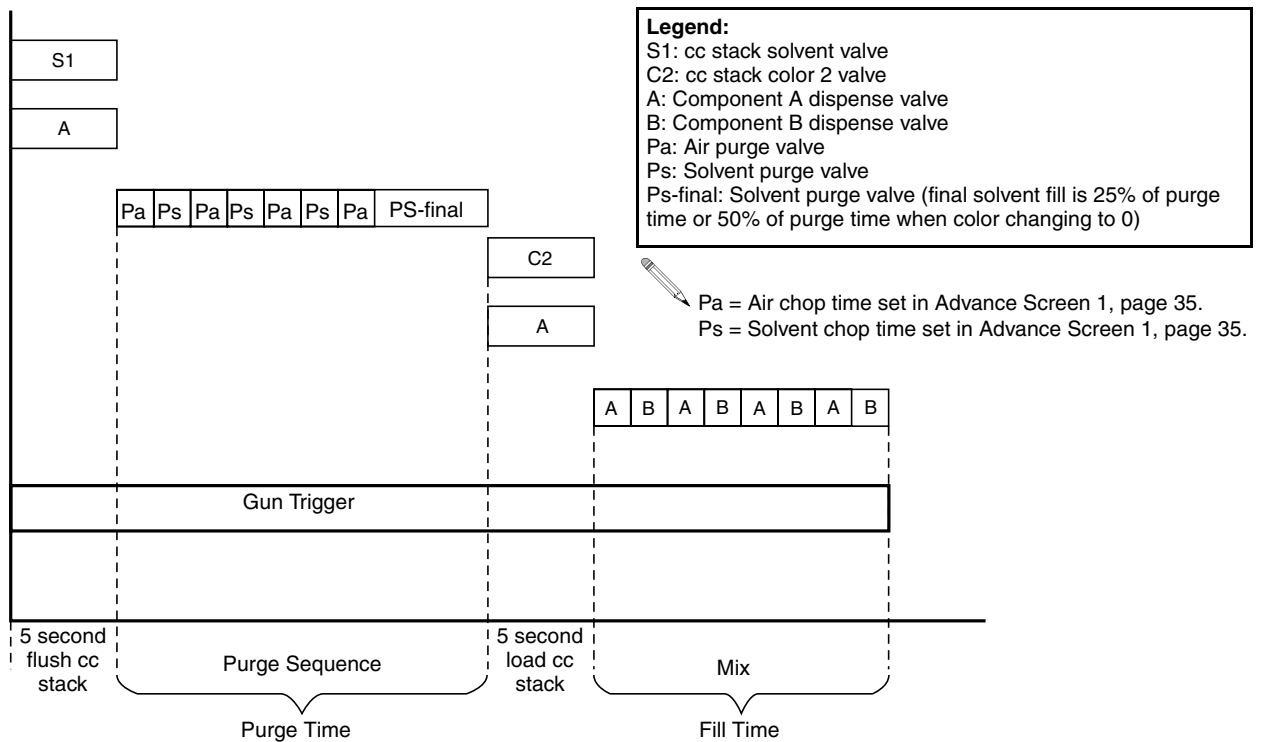 Legend:
S1: cc stack solvent valve
C2: cc stack color 2 valve
A: Component A dispense valve
B: Component B dispense valve
Pa: Air purge valve
Ps: Solvent purge valve
Ps-final: Solvent purge valve (final solvent fill is 25% of purge
time or 50% of purge time when color changing to 0)
S1
A
Pa Ps Pa Ps Pa Ps Pa PS-final
C2
A
Pa = Air chop time set in Advance Screen 1, page 35.
Ps = Solvent chop time set in Advance Screen 1, page 35.
A B A B A B A B
Gun Trigger
5 second
flush cc
stack
Purge Sequence
Purge Time
5 second
load cc
stack
Mix
Fill Time